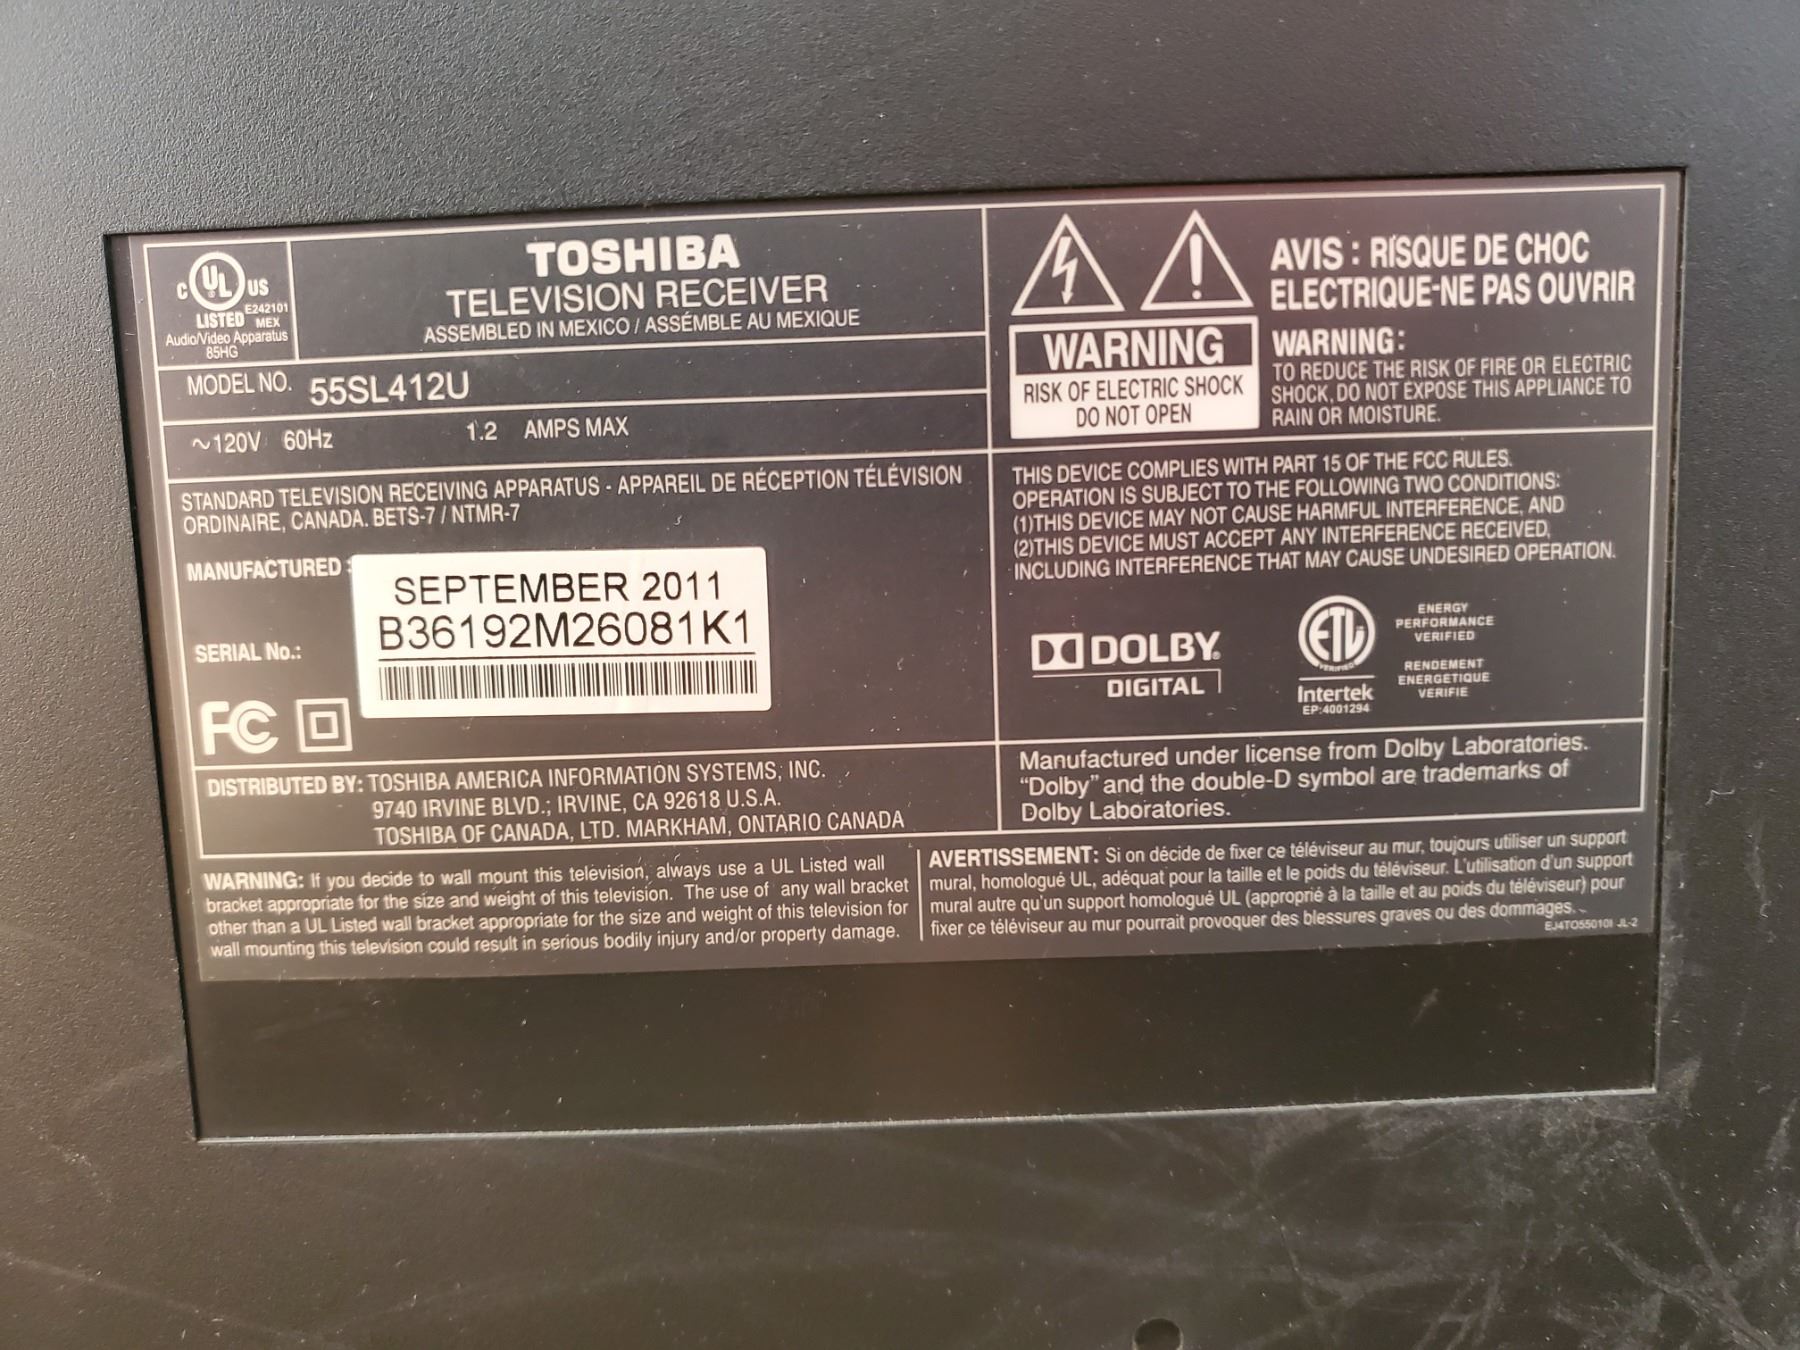 C UL US
LISTED E242101
MEX
Audio/Video Apparatus
85HG
TOSHIBA
TELEVISION RECEIVER
ASSEMBLED IN MEXICO / ASSÉMBLE AU MEXIQUE
MODEL NO. 55SL412U
~120V 60Hz 1.2 AMPS MAX
STANDARD TELEVISION RECEIVING APPARATUS - APPAREIL DE RÉCEPTION TÉLÉVISION
ORDINAIRE, CANADA. BETS-7 / NTMR-7
MANUFACTURED :
SEPTEMBER 2011
SERIAL No.:
B36192M26081K1
FC
DISTRIBUTED BY: TOSHIBA AMERICA INFORMATION SYSTEMS, INC.
9740 IRVINE BLVD.; IRVINE, CA 92618 U.S.A.
TOSHIBA OF CANADA, LTD. MARKHAM, ONTARIO CANADA
WARNING
RISK OF ELECTRIC SHOCK
DO NOT OPEN
AVIS : RISQUE DE CHOC
ELECTRIQUE-NE PAS OUVRIR
WARNING:
TO REDUCE THE RISK OF FIRE OR ELECTRIC
SHOCK, DO NOT EXPOSE THIS APPLIANCE TO
RAIN OR MOISTURE.
THIS DEVICE COMPLIES WITH PART 15 OF THE FCC RULES.
OPERATION IS SUBJECT TO THE FOLLOWING TWO CONDITIONS:
(1)THIS DEVICE MAY NOT CAUSE HARMFUL INTERFERENCE, AND
(2)THIS DEVICE MUST ACCEPT ANY INTERFERENCE RECEIVED,
INCLUDING INTERFERENCE THAT MAY CAUSE UNDESIRED OPERATION.
DOLBY
DIGITAL
ETL
VERIFIED
Intertek
EP:4001294
ENERGY
PERFORMANCE
VERIFIED
RENDEMENT
ENERGETIQUE
VERIFIE
Manufactured under license from Dolby Laboratories.
“Dolby” and the double-D symbol are trademarks of
Dolby Laboratories.
WARNING: If you decide to wall mount this television, always use a UL Listed wall
bracket appropriate for the size and weight of this television. The use of any wall bracket
other than a UL Listed wall bracket appropriate for the size and weight of this television for
wall mounting this television could result in serious bodily injury and/or property damage.
AVERTISSEMENT: Si on décide de fixer ce téléviseur au mur, toujours utiliser un support
mural, homologué UL, adéquat pour la taille et le poids du téléviseur. L'utilisation d'un support
mural autre qu'un support homologué UL (approprié à la taille et au poids du téléviseur) pour
fixer ce téléviseur au mur pourrait provoquer des blessures graves ou des dommages.
EJ4TO55010I JL-2